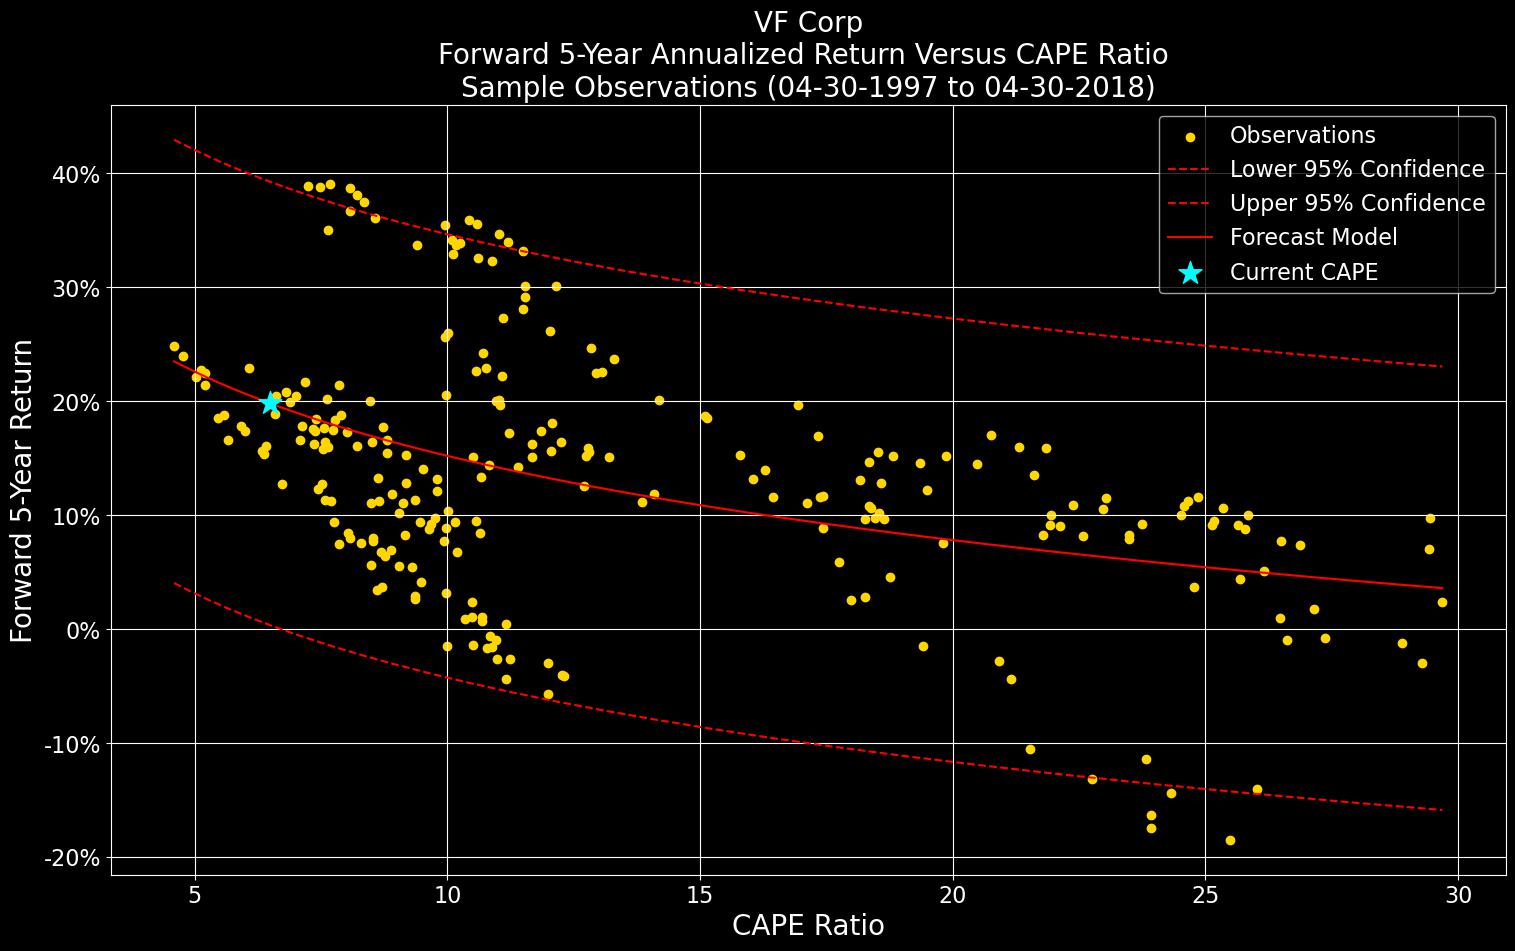 VF Corp
Forward 5-Year Annualized Return Versus CAPE Ratio
Sample Observations (04-30-1997 to 04-30-2018)
Observations
Lower 95% Confidence
Upper 95% Confidence
Forecast Model
Current CAPE
Forward 5-Year Return
40%
30%
20%
10%
0%
-10%
-20%
5 10 15 20 25 30
CAPE Ratio